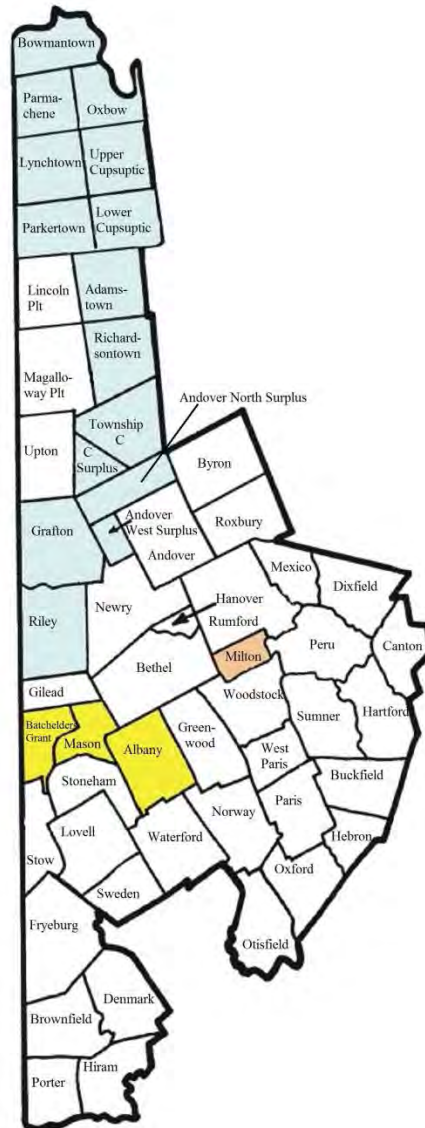 Bowmantown
Parma-
chene
Oxbow
Lynchtown
Upper
Cupsuptic
Parkertown
Lower
Cupsuptic
Lincoln
Plt
Adams-
town
Richard-
sontown
Magallo-
way Plt
Andover North Surplus
Township
C
Upton
C
Surplus
Byron
Grafton
Andover
West Surplus
Andover
Roxbury
Mexico
Dixfield
Riley
Newry
Hanover
Rumford
Peru
Canton
Bethel
Milton
Gilead
Woodstock
Sumner
Hartford
Batchelders
Grant
Mason
Albany
Green-
wood
West
Paris
Stoneham
Buckfield
Norway
Paris
Lovell
Waterford
Hebron
Stow
Sweden
Oxford
Fryeburg
Otisfield
Denmark
Brownfield
Porter
Hiram